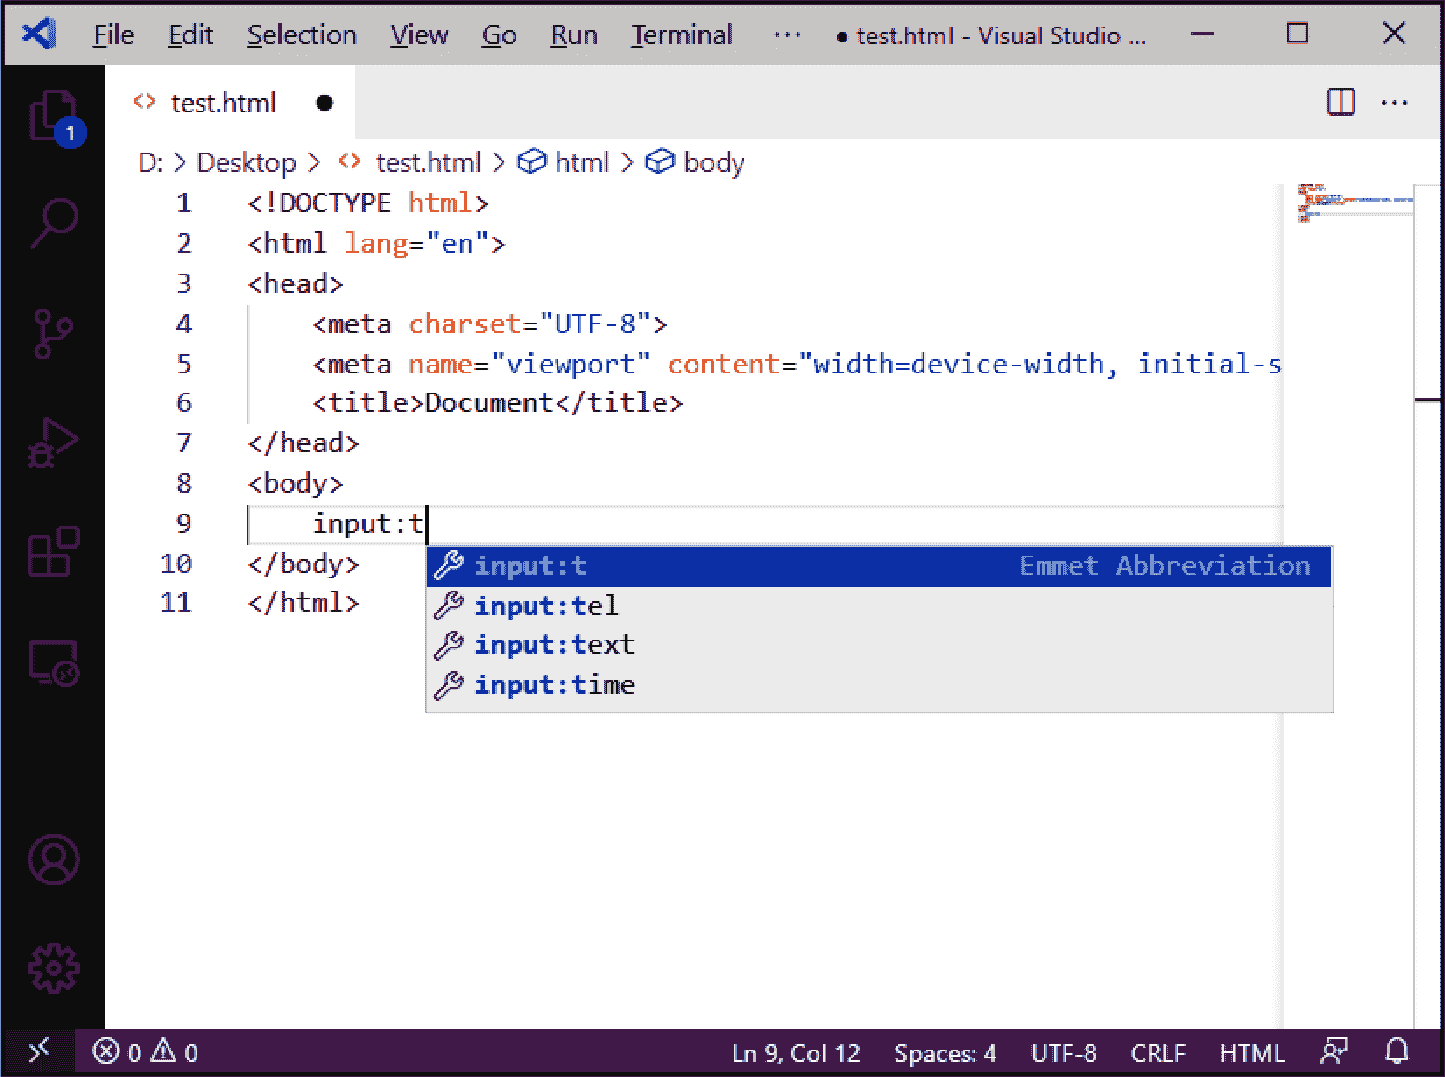 File Edit Selection View Go Run Terminal ··· ● test.html - Visual Studio ...
<> test.html ●
1
D: > Desktop > <> test.html > html > body
1 <!DOCTYPE html>
2 <html lang="en">
3 <head>
4 <meta charset="UTF-8">
5 <meta name="viewport" content="width=device-width, initial-s
6 <title>Document</title>
7 </head>
8 <body>
9 input:t
10 </body>
11 </html>
input:t Emmet Abbreviation
input:tel
input:text
input:time
0 0 Ln 9, Col 12 Spaces: 4 UTF-8 CRLF HTML